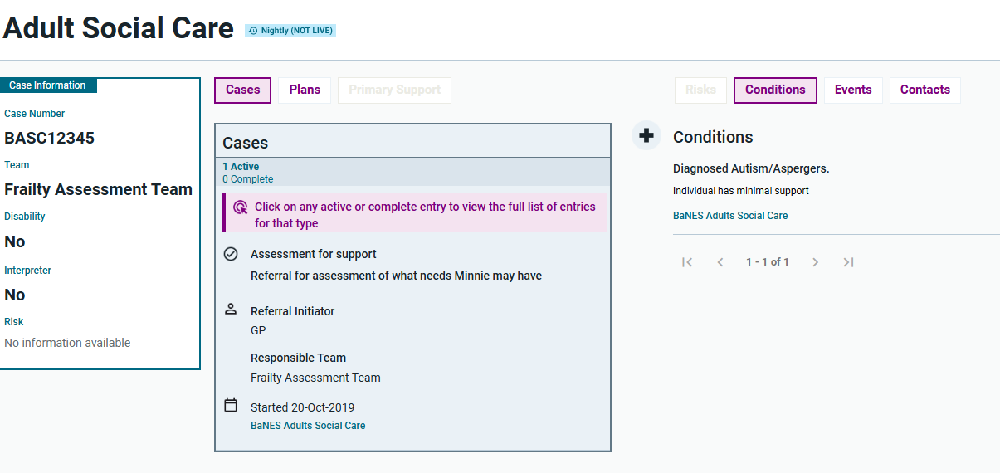 Adult Social Care
Nightly (NOT LIVE)
Case Information
Case Number
BASC12345
Team
Frailty Assessment Team
Disability
No
Interpreter
No
Risk
No information available
Cases
Plans
Primary Support
Cases
1 Active
0 Complete
Click on any active or complete entry to view the full list of entries
for that type
Assessment for support
Referral for assessment of what needs Minnie may have
Referral Initiator
GP
Responsible Team
Frailty Assessment Team
Started 20-Oct-2019
BaNES Adults Social Care
Risks
Conditions
Events
Contacts
Conditions
Diagnosed Autism/Aspergers.
Individual has minimal support
BaNES Adults Social Care
1 - 1 of 1